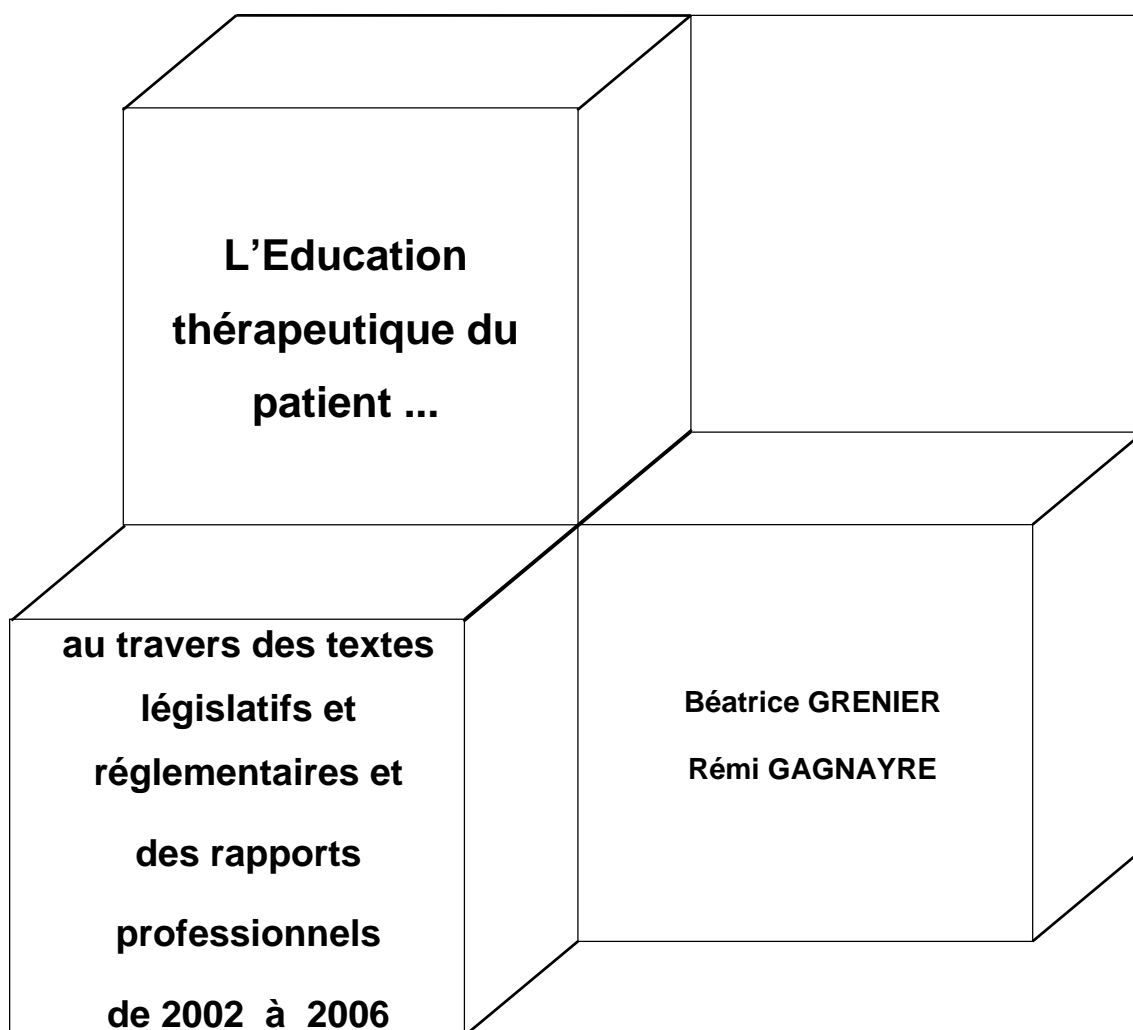 L’Education
thérapeutique du
patient ...
au travers des textes
législatifs et
réglementaires et
des rapports
professionnels
de 2002 à 2006
Béatrice GRENIER
Rémi GAGNAYRE